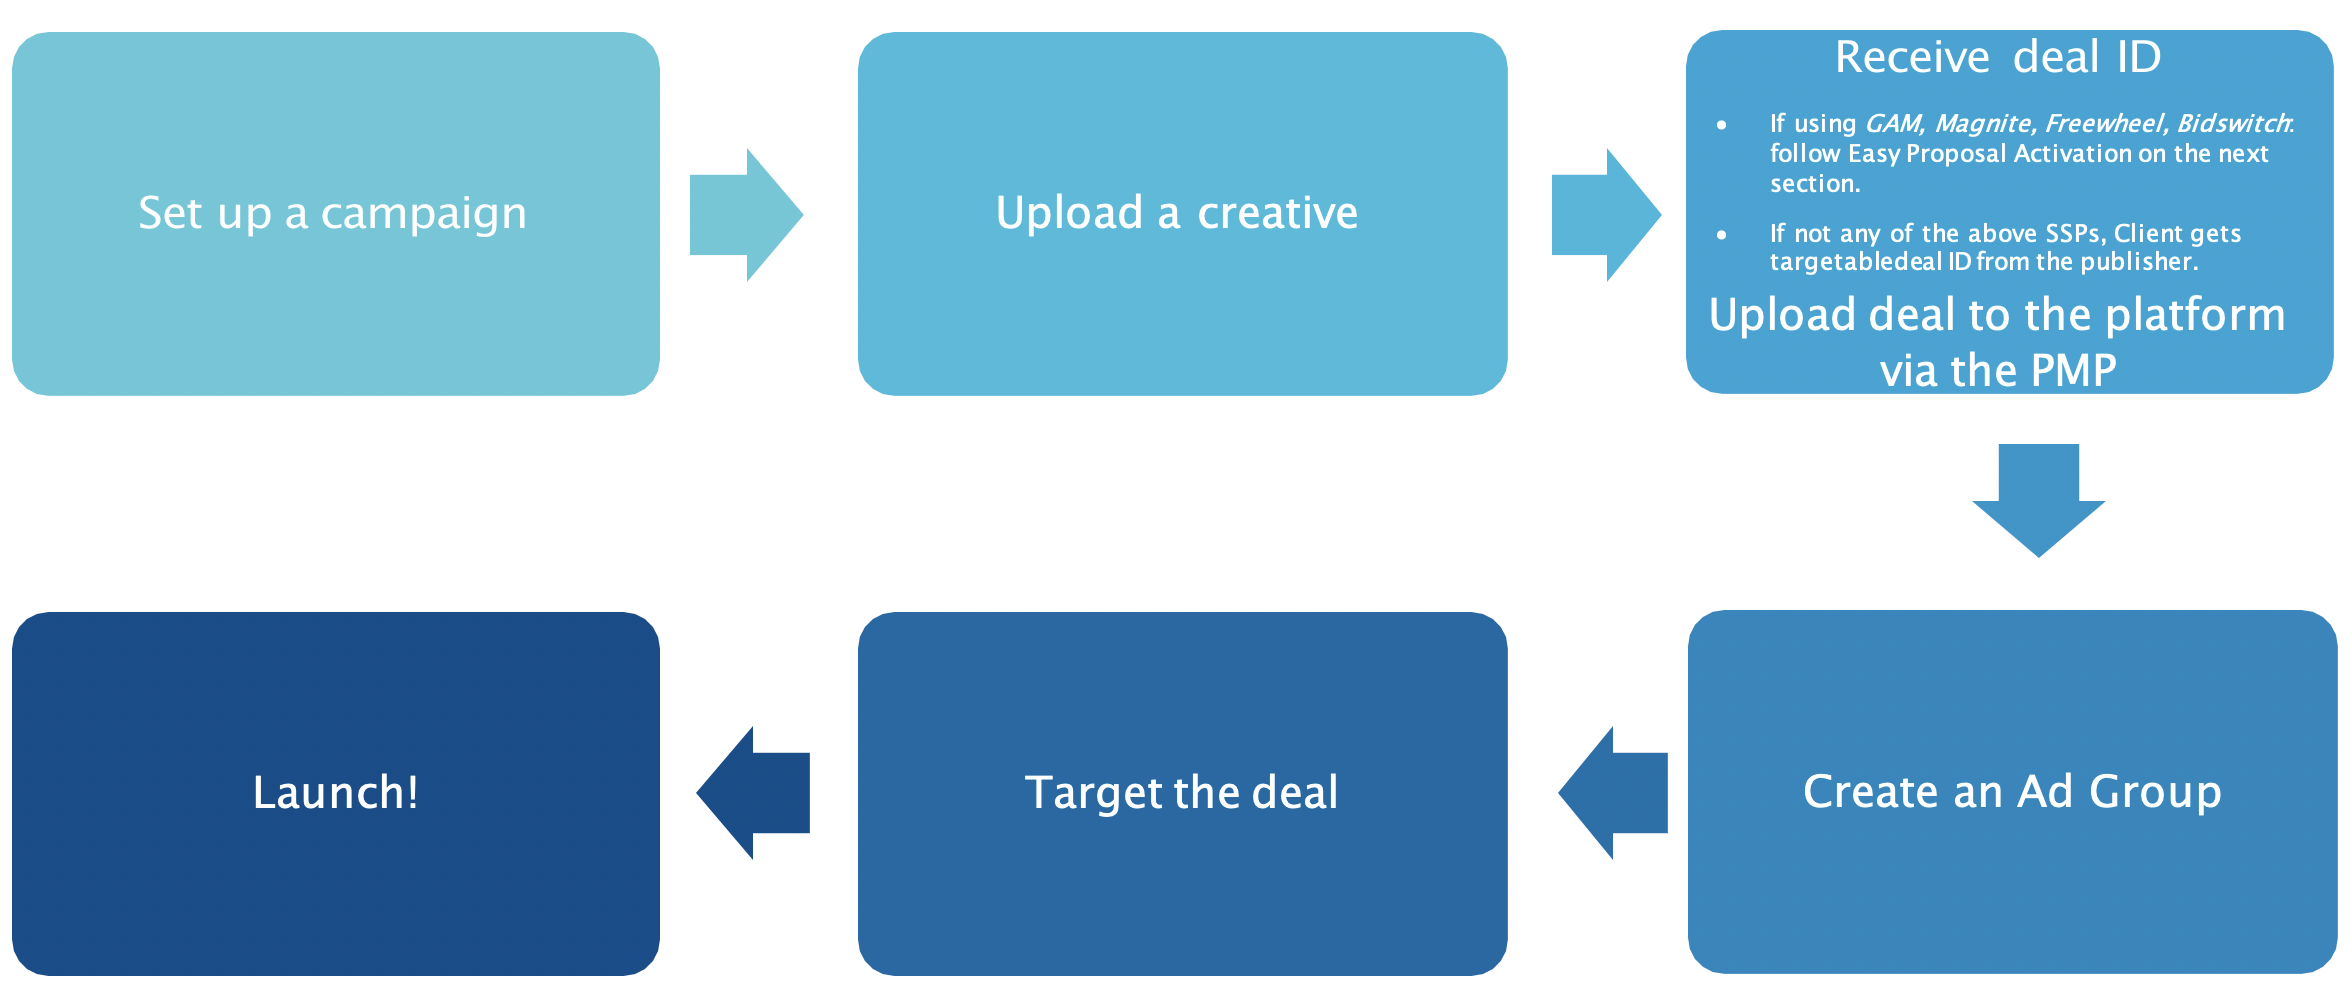 Set up a campaign
Upload a creative
Receive deal ID
• If using GAM, Magnite, Freewheel, Bidswitch:
follow Easy Proposal Activation on the next
section.
• If not any of the above SSPs, Client gets
targetabledeal ID from the publisher.
Upload deal to the platform
via the PMP
Create an Ad Group
Target the deal
Launch!